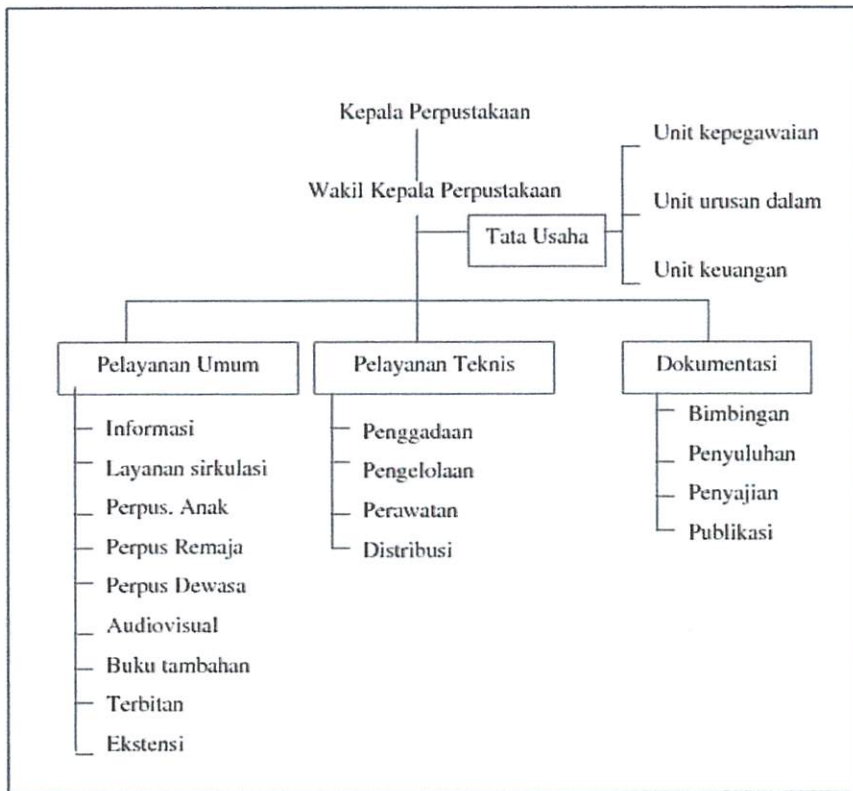 Kepala Perpustakaan
Wakil Kepala Perpustakaan
Tata Usaha
Unit kepegawaian
Unit urusan dalam
Unit keuangan
Pelayanan Umum
Informasi
Layanan sirkulasi
Perpus. Anak
Perpus Remaja
Perpus Dewasa
Audiovisual
Buku tambahan
Terbitan
Ekstensi
Pelayanan Teknis
Penggadaan
Pengelolaan
Perawatan
Distribusi
Dokumentasi
Bimbingan
Penyuluhan
Penyajian
Publikasi